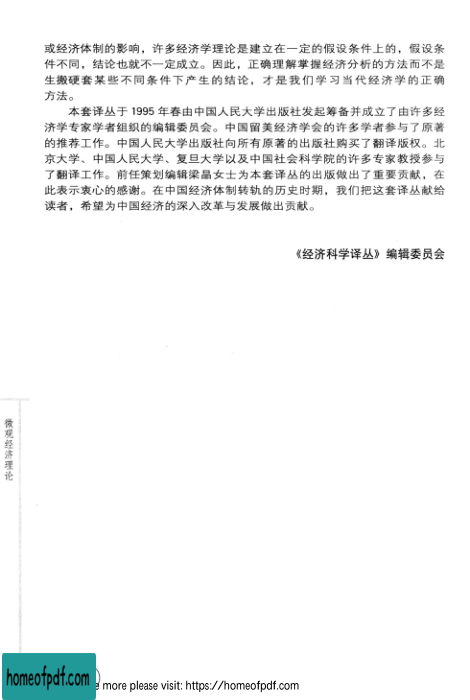 或经济体制的影响，许多经济学理论是建立在一定的假设条件上的，假设条
件不同，结论也就不一定成立。因此，正确理解掌握经济分析的方法而不是
生搬硬套某些不同条件下产生的结论，才是我们学习当代经济学的正确
方法。
本套译丛于 1995 年春由中国人民大学出版社发起筹备并成立了由许多经
济学专家学者组织的编辑委员会。中国留美经济学会的许多学者参与了原著
的推荐工作。中国人民大学出版社向所有原著的出版社购买了翻译版权。北
京大学、中国人民大学、复旦大学以及中国社会科学院的许多专家教授参与
了翻译工作。前任策划编辑梁晶女士为本套译丛的出版做出了重要贡献，在
此表示衷心的感谢。在中国经济体制转轨的历史时期，我们把这套译丛献给
读者，希望为中国经济的深入改革与发展做出贡献。
《经济科学译丛》编辑委员会
微观经济理论
homeofpdf.com
more please visit: https://homeofpdf.com